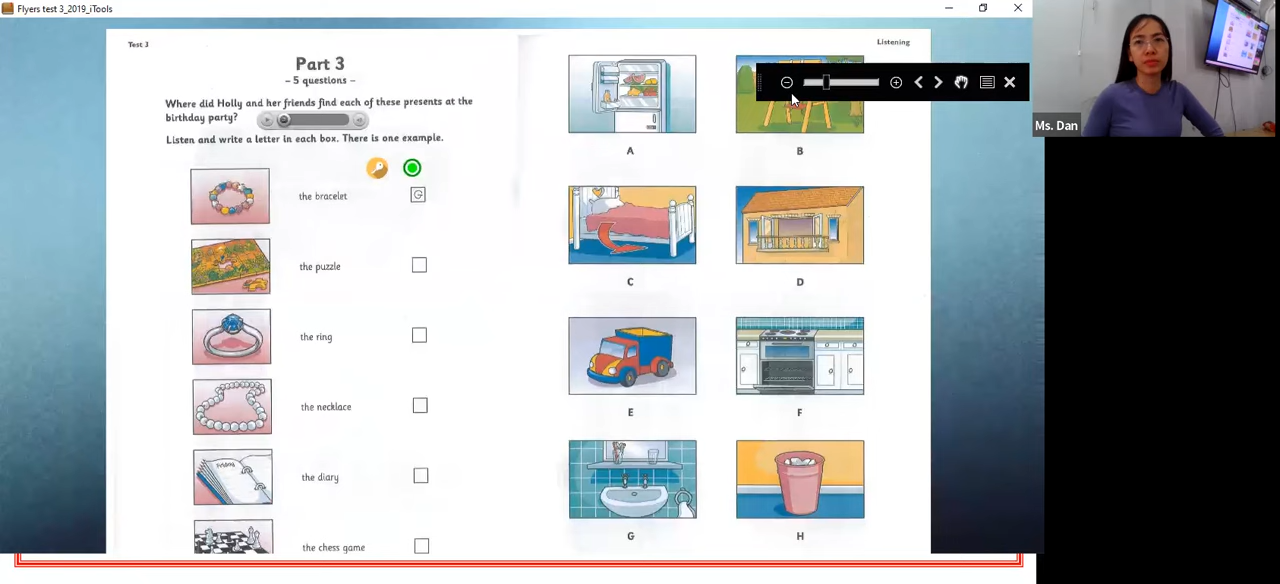 Flyers test 3_2019_iTools
Test 3
Part 3
– 5 questions –
Where did Holly and her friends find each of these presents at the
birthday party?
Listen and write a letter in each box. There is one example.
the bracelet
G
the puzzle
the ring
the necklace
the diary
Friday
the chess game
Listening
A
B
C
D
E
F
G
H
Ms. Dan